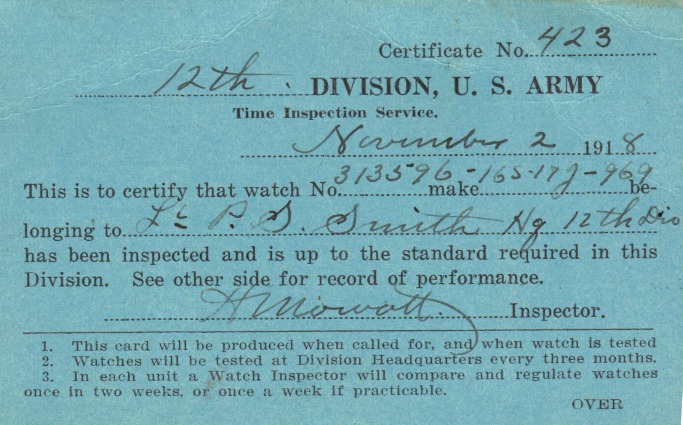 Certificate No. 423
12th. DIVISION, U. S. ARMY
Time Inspection Service.
November 2 1918
This is to certify that watch No. 313596-165-17J-969 make be-
longing to Lt P. S. Smith Hq 12th Div
has been inspected and is up to the standard required in this
Division. See other side for record of performance.
H Mowatt. Inspector.
1. This card will be produced when called for, and when watch is tested
2. Watches will be tested at Division Headquarters every three months.
3. In each unit a Watch Inspector will compare and regulate watches
once in two weeks, or once a week if practicable.
OVER